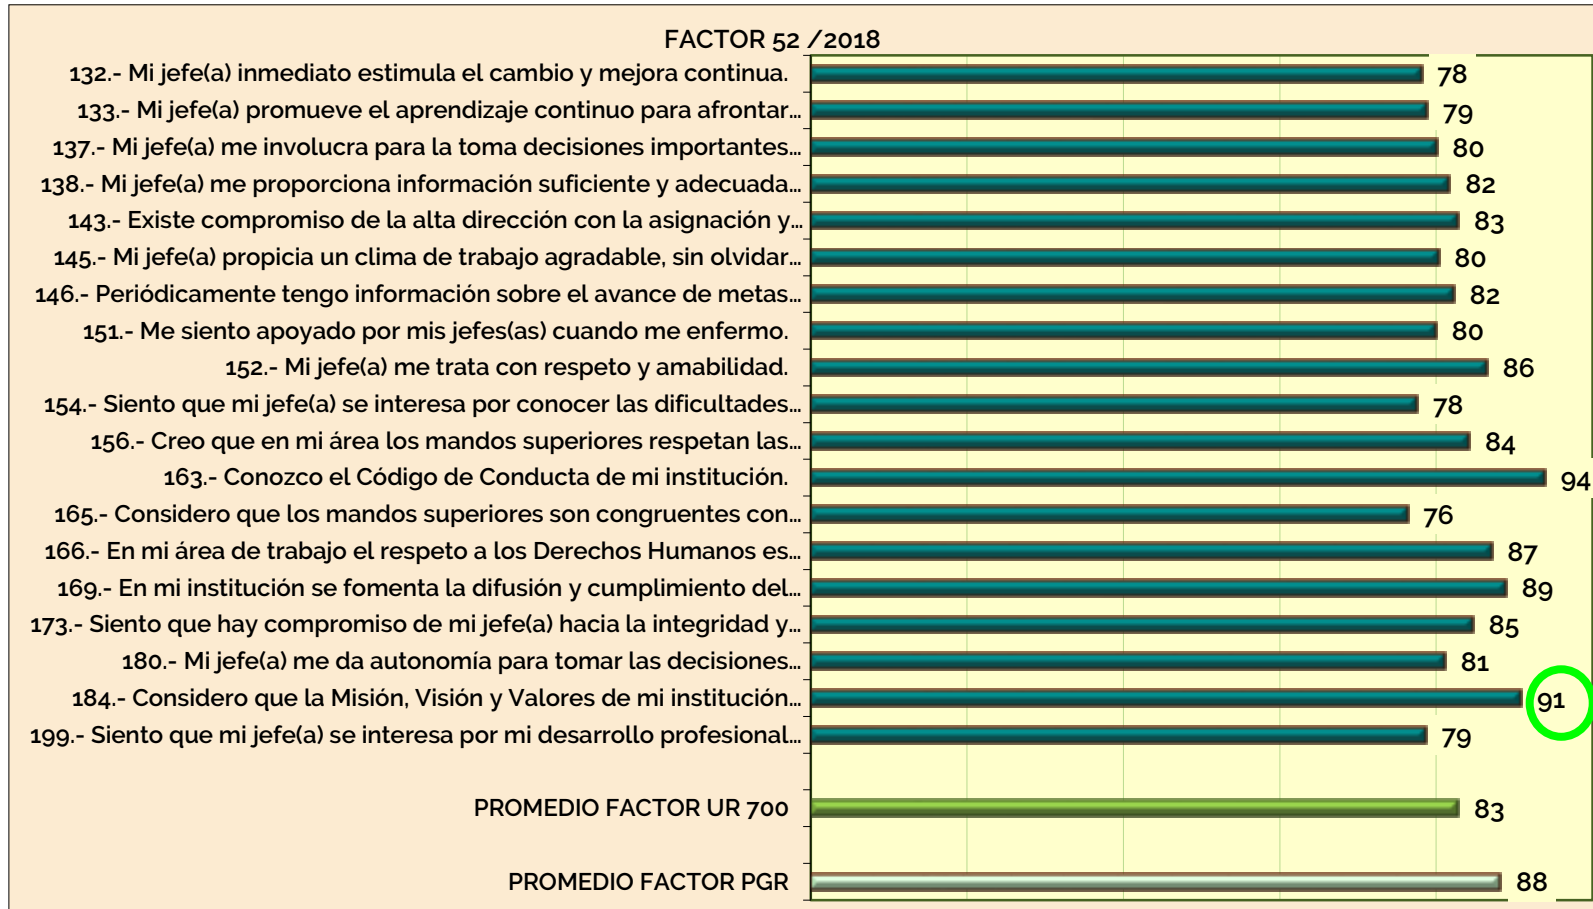 FACTOR 52 /2018
132.- Mi jefe(a) inmediato estimula el cambio y mejora continua. 78
133.- Mi jefe(a) promueve el aprendizaje continuo para afrontar... 79
137.- Mi jefe(a) me involucra para la toma decisiones importantes... 80
138.- Mi jefe(a) me proporciona información suficiente y adecuada... 82
143.- Existe compromiso de la alta dirección con la asignación y... 83
145.- Mi jefe(a) propicia un clima de trabajo agradable, sin olvidar... 80
146.- Periódicamente tengo información sobre el avance de metas... 82
151.- Me siento apoyado por mis jefes(as) cuando me enfermo. 80
152.- Mi jefe(a) me trata con respeto y amabilidad. 86
154.- Siento que mi jefe(a) se interesa por conocer las dificultades... 78
156.- Creo que en mi área los mandos superiores respetan las... 84
163.- Conozco el Código de Conducta de mi institución. 94
165.- Considero que los mandos superiores son congruentes con... 76
166.- En mi área de trabajo el respeto a los Derechos Humanos es... 87
169.- En mi institución se fomenta la difusión y cumplimiento del... 89
173.- Siento que hay compromiso de mi jefe(a) hacia la integridad y... 85
180.- Mi jefe(a) me da autonomía para tomar las decisiones... 81
184.- Considero que la Misión, Visión y Valores de mi institución... 91
199.- Siento que mi jefe(a) se interesa por mi desarrollo profesional... 79
PROMEDIO FACTOR UR 700 83
PROMEDIO FACTOR PGR 88